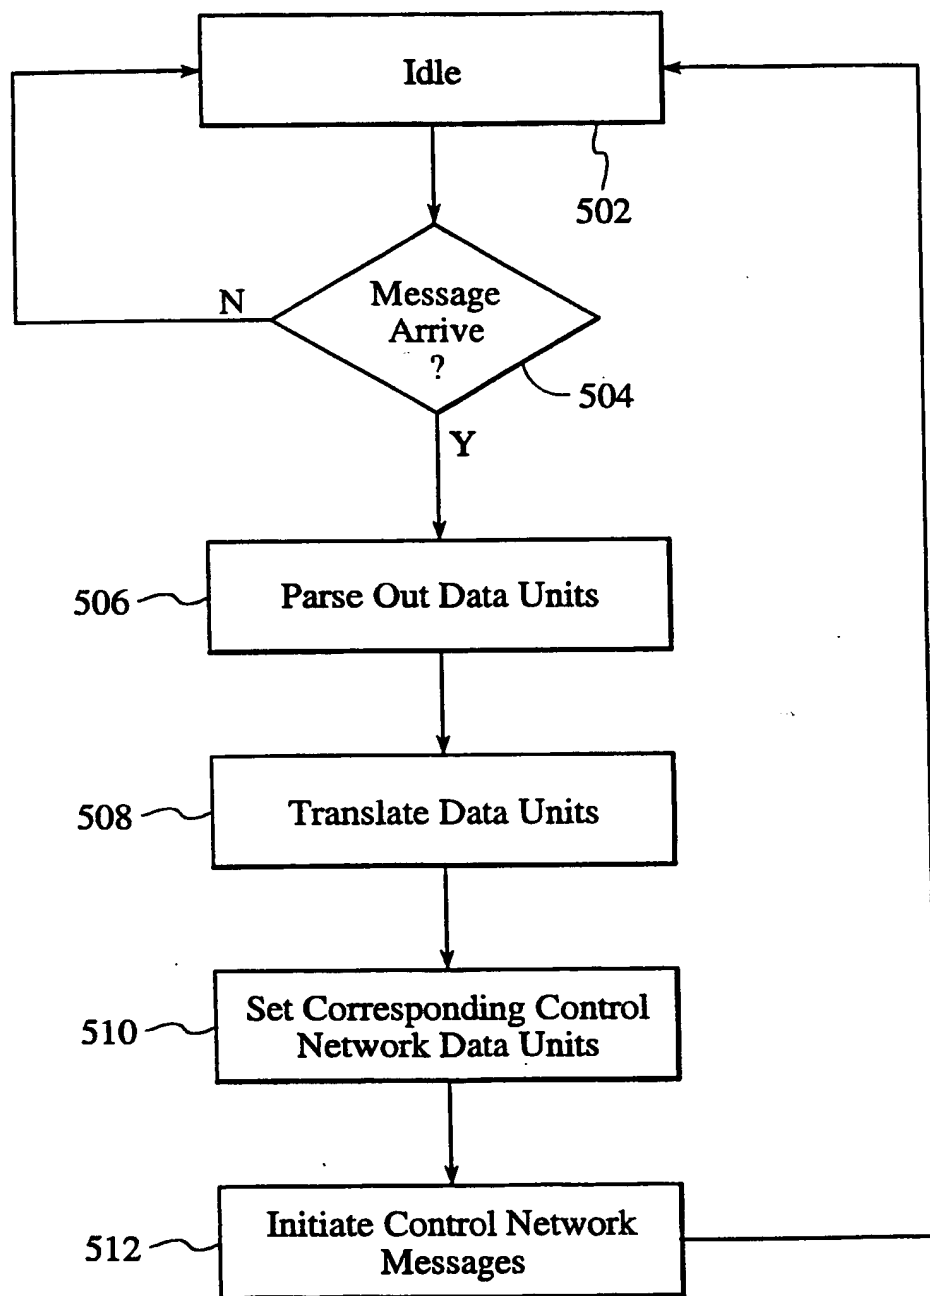 Idle
502
Message
Arrive
?
N
504
Y
Parse Out Data Units
506
Translate Data Units
508
Set Corresponding Control
Network Data Units
510
Initiate Control Network
Messages
512